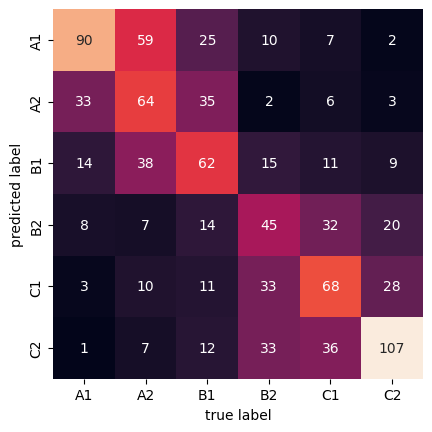 A1 90 59 25 10 7 2
A2 33 64 35 2 6 3
B1 14 38 62 15 11 9
B2 8 7 14 45 32 20
C1 3 10 11 33 68 28
C2 1 7 12 33 36 107
A1 A2 B1 B2 C1 C2
predicted label
true label